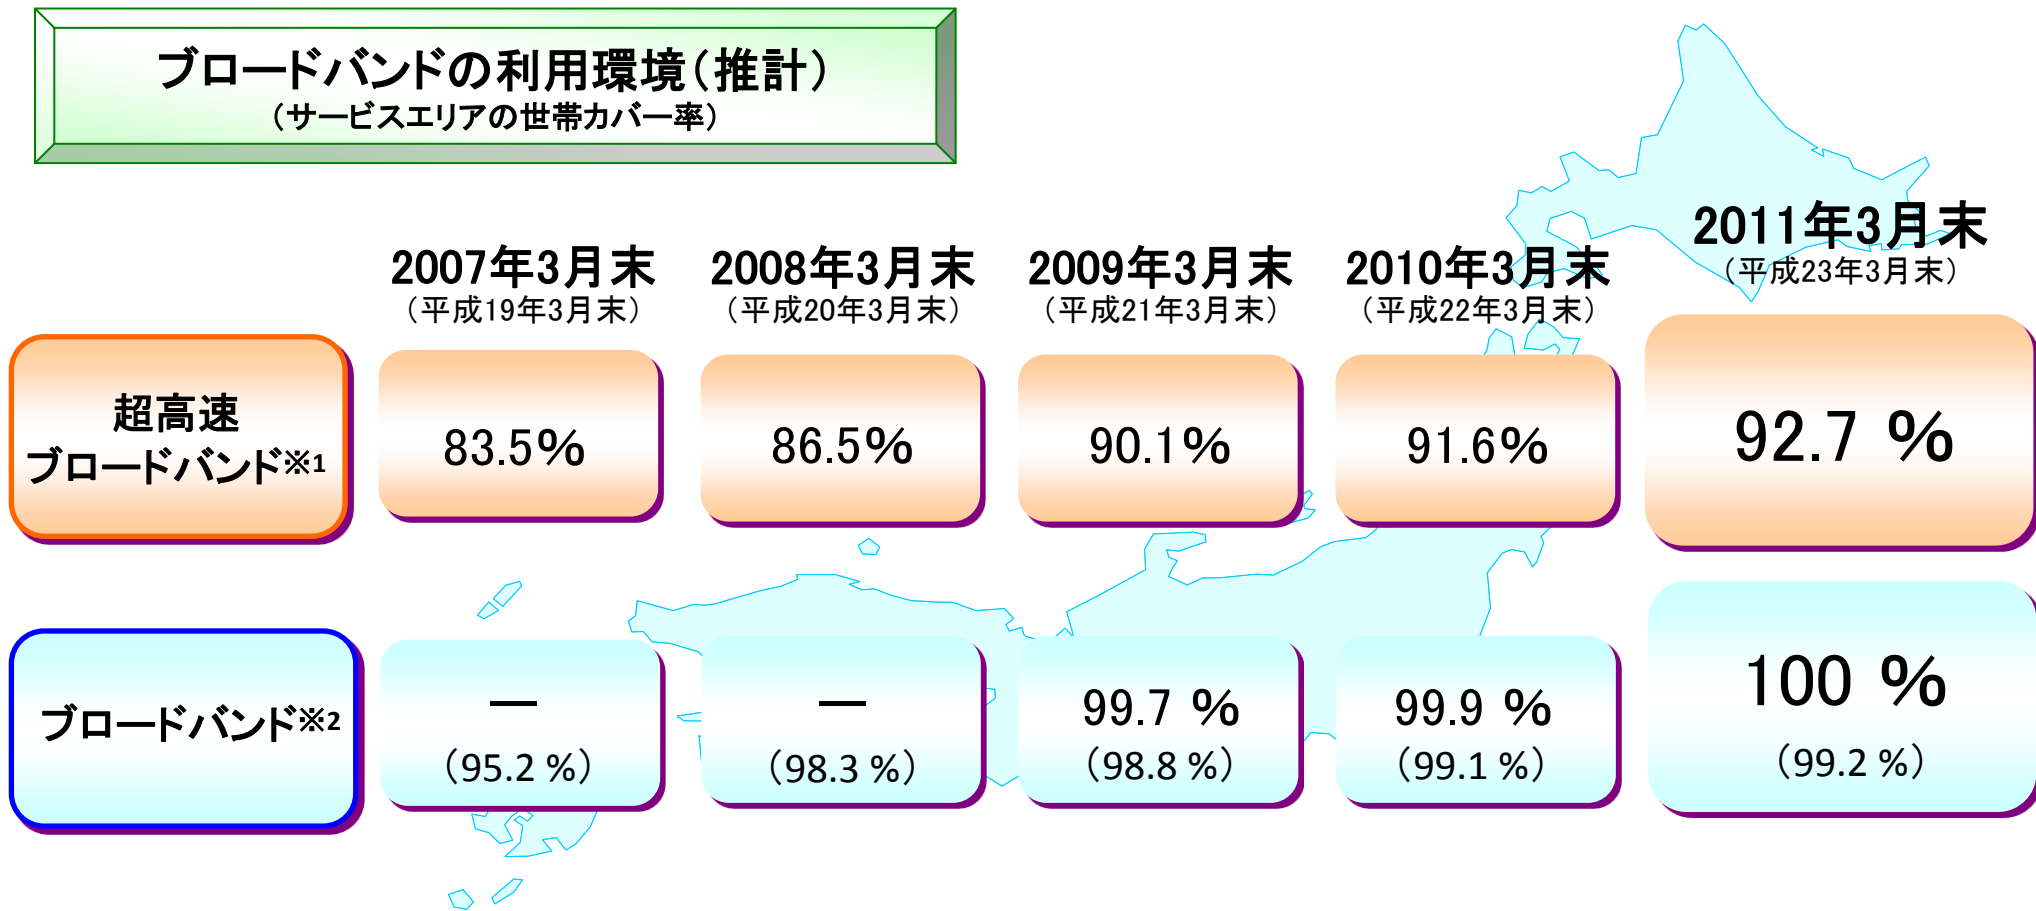 ブロードバンドの利用環境（推計）
（サービスエリアの世帯カバー率）
2007年3月末
（平成19年3月末）
2008年3月末
（平成20年3月末）
2009年3月末
（平成21年3月末）
2010年3月末
（平成22年3月末）
2011年3月末
（平成23年3月末）
超高速
ブロードバンド※1
83.5%
86.5%
90.1%
91.6%
92.7 %
ブロードバンド※2
―
（95.2 %）
―
（98.3 %）
99.7 %
（98.8 %）
99.9 %
（99.1 %）
100 %
（99.2 %）